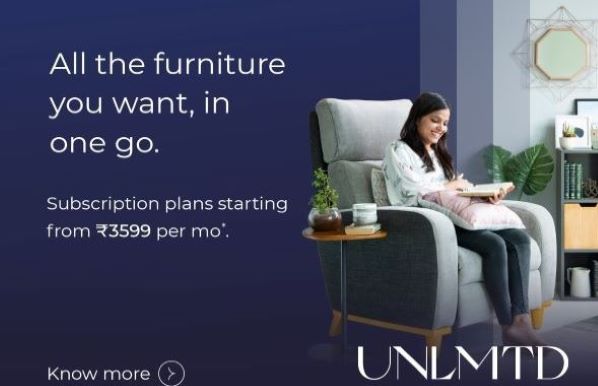 All the furniture
you want, in
one go.
Subscription plans starting
from ₹3599 per mo*.
Know more
UNLMTD